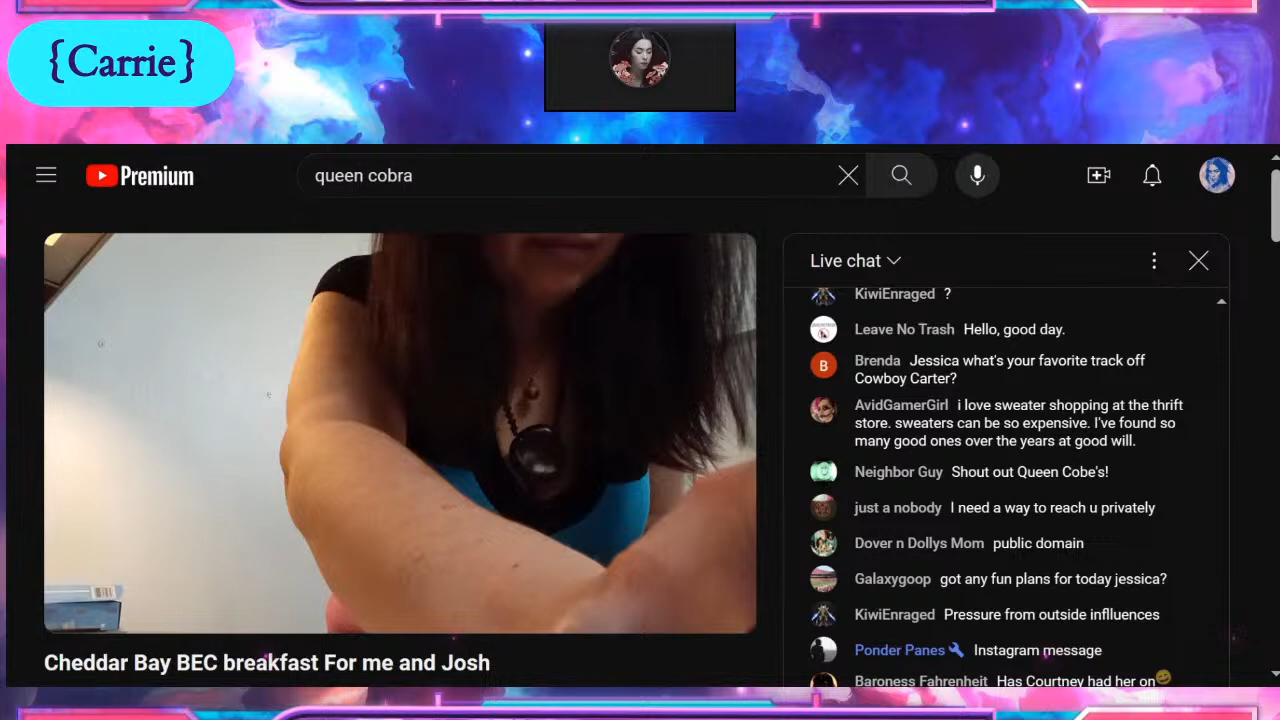 {Carrie}
Premium
queen cobra
Live chat
KiwiEnraged ?
Leave No Trash Hello, good day.
B Brenda Jessica what's your favorite track off
Cowboy Carter?
AvidGamerGirl i love sweater shopping at the thrift
store. sweaters can be so expensive. I've found so
many good ones over the years at good will.
Neighbor Guy Shout out Queen Cobe's!
just a nobody I need a way to reach u privately
Dover n Dollys Mom public domain
Galaxygoop got any fun plans for today jessica?
KiwiEnraged Pressure from outside inflluences
Ponder Panes Instagram message
Baroness Fahrenheit Has Courtney had her on
Cheddar Bay BEC breakfast For me and Josh